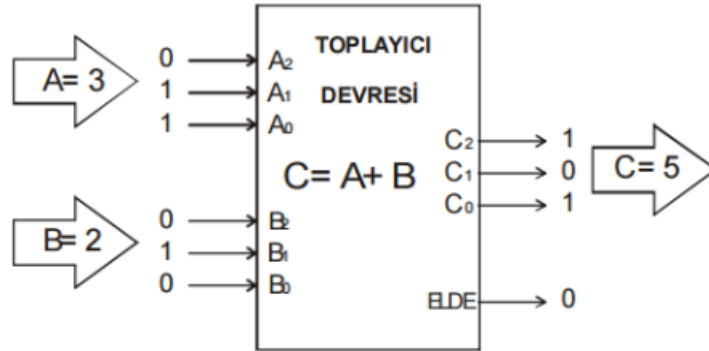 TOPLAYICI
DEVRESİ
C= A+ B
A= 3
0 A2
1 A1
1 A0
B= 2
0 B2
1 B1
0 B0
C2 1
C1 0
C0 1
C= 5
ELDE 0